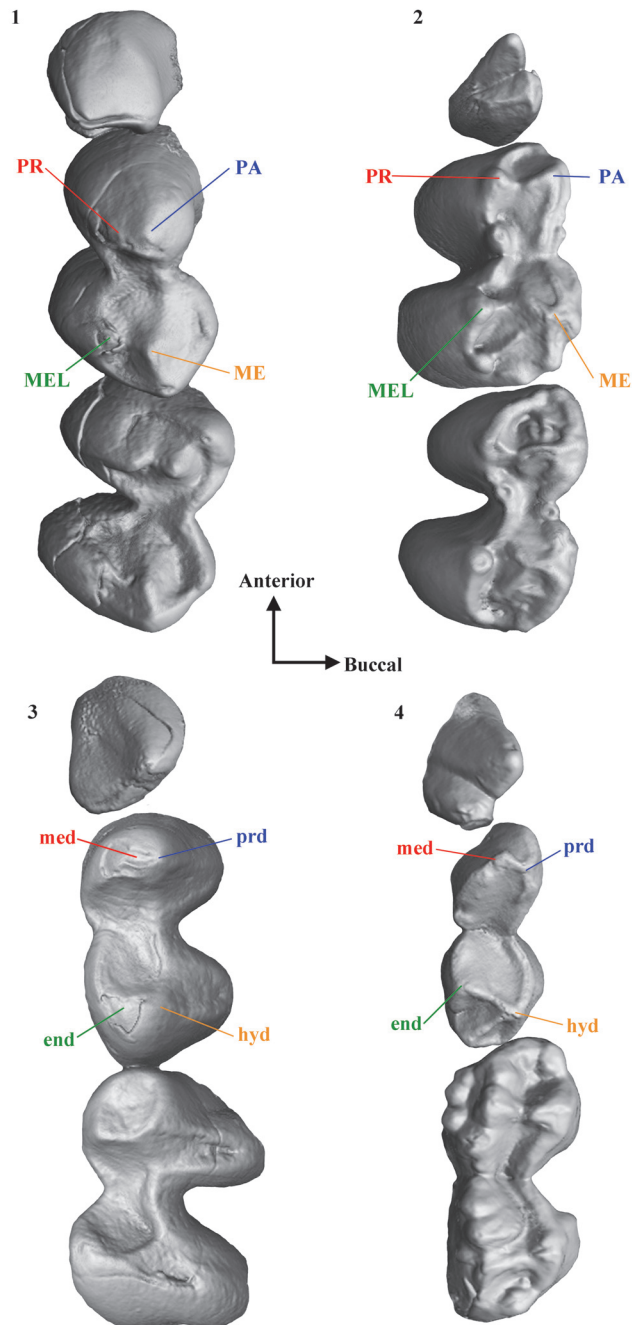 1
2
PR
PA
PR
PA
MEL
ME
MEL
ME
Anterior
Buccal
3
4
med
prd
med
prd
end
hyd
end
hyd